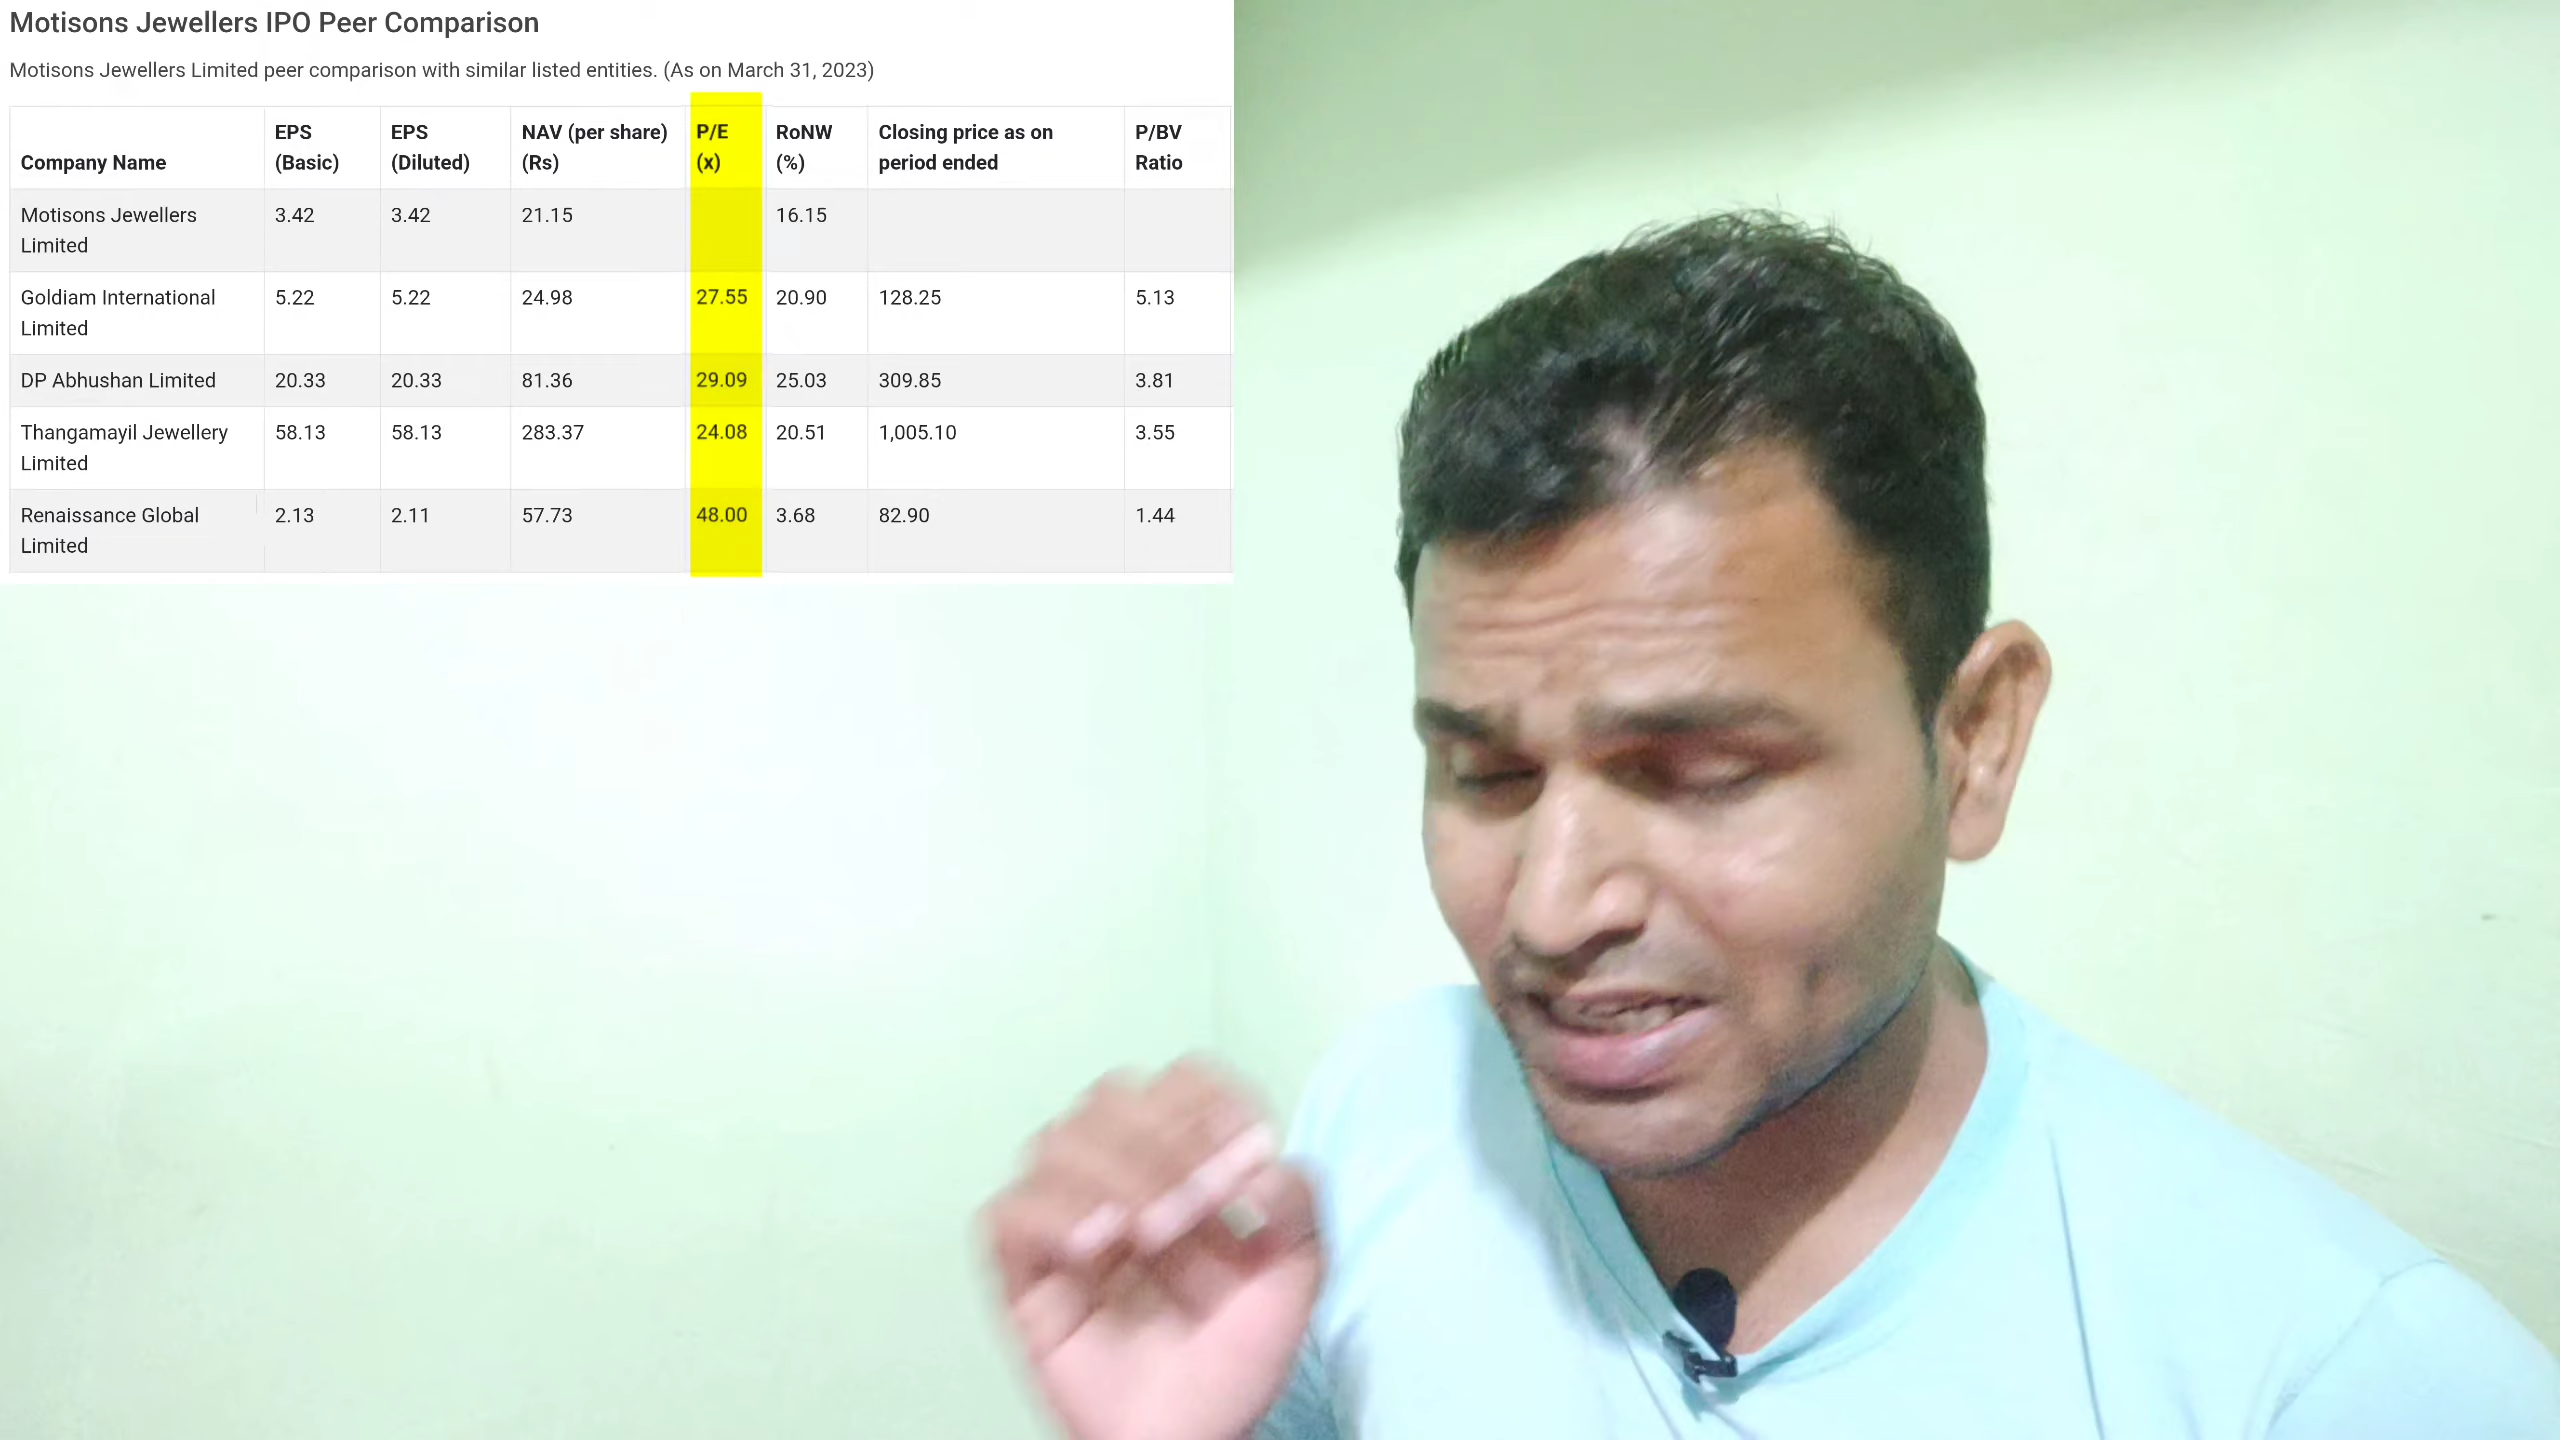 Motisons Jewellers IPO Peer Comparison
Motisons Jewellers Limited peer comparison with similar listed entities. (As on March 31, 2023)
Company Name | EPS (Basic) | EPS (Diluted) | NAV (per share) (Rs) | P/E (x) | RoNW (%) | Closing price as on period ended | P/BV Ratio
Motisons Jewellers Limited | 3.42 | 3.42 | 21.15 | | 16.15 | | 
Goldiam International Limited | 5.22 | 5.22 | 24.98 | 27.55 | 20.90 | 128.25 | 5.13
DP Abhushan Limited | 20.33 | 20.33 | 81.36 | 29.09 | 25.03 | 309.85 | 3.81
Thangamayil Jewellery Limited | 58.13 | 58.13 | 283.37 | 24.08 | 20.51 | 1,005.10 | 3.55
Renaissance Global Limited | 2.13 | 2.11 | 57.73 | 48.00 | 3.68 | 82.90 | 1.44